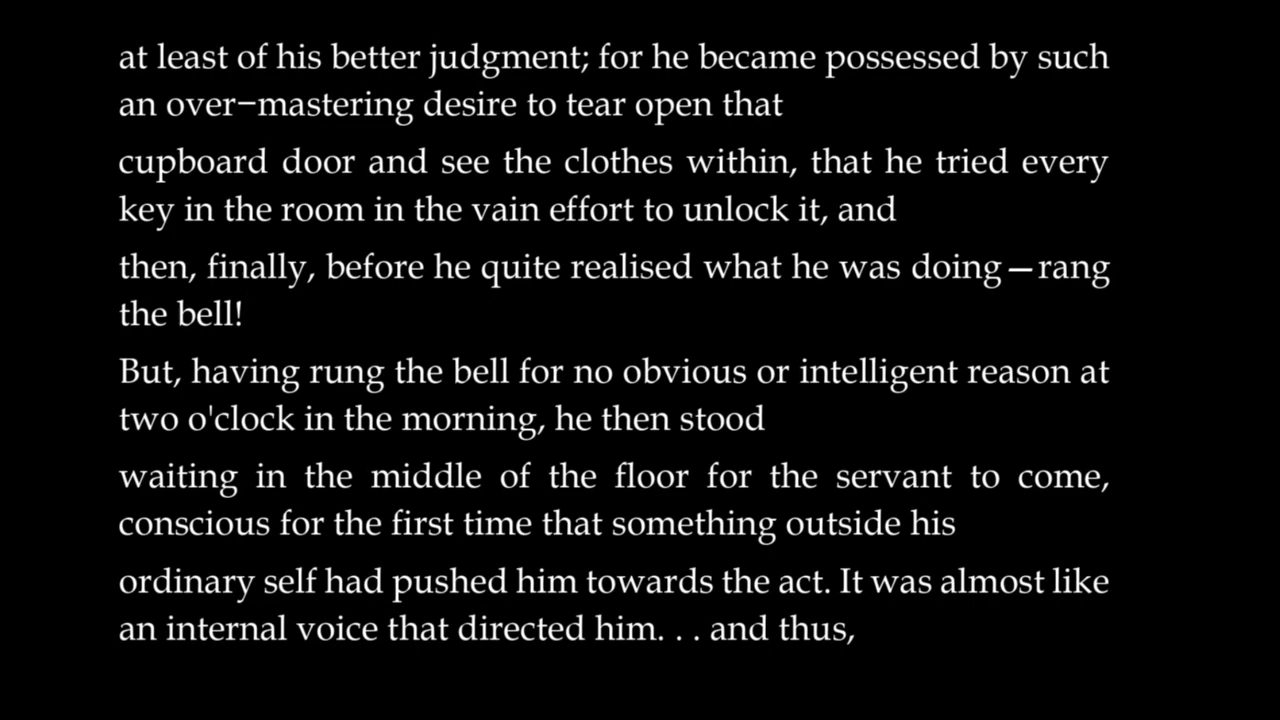 at least of his better judgment; for he became possessed by such
an over−mastering desire to tear open that
cupboard door and see the clothes within, that he tried every
key in the room in the vain effort to unlock it, and
then, finally, before he quite realised what he was doing—rang
the bell!
But, having rung the bell for no obvious or intelligent reason at
two o'clock in the morning, he then stood
waiting in the middle of the floor for the servant to come,
conscious for the first time that something outside his
ordinary self had pushed him towards the act. It was almost like
an internal voice that directed him. . . and thus,